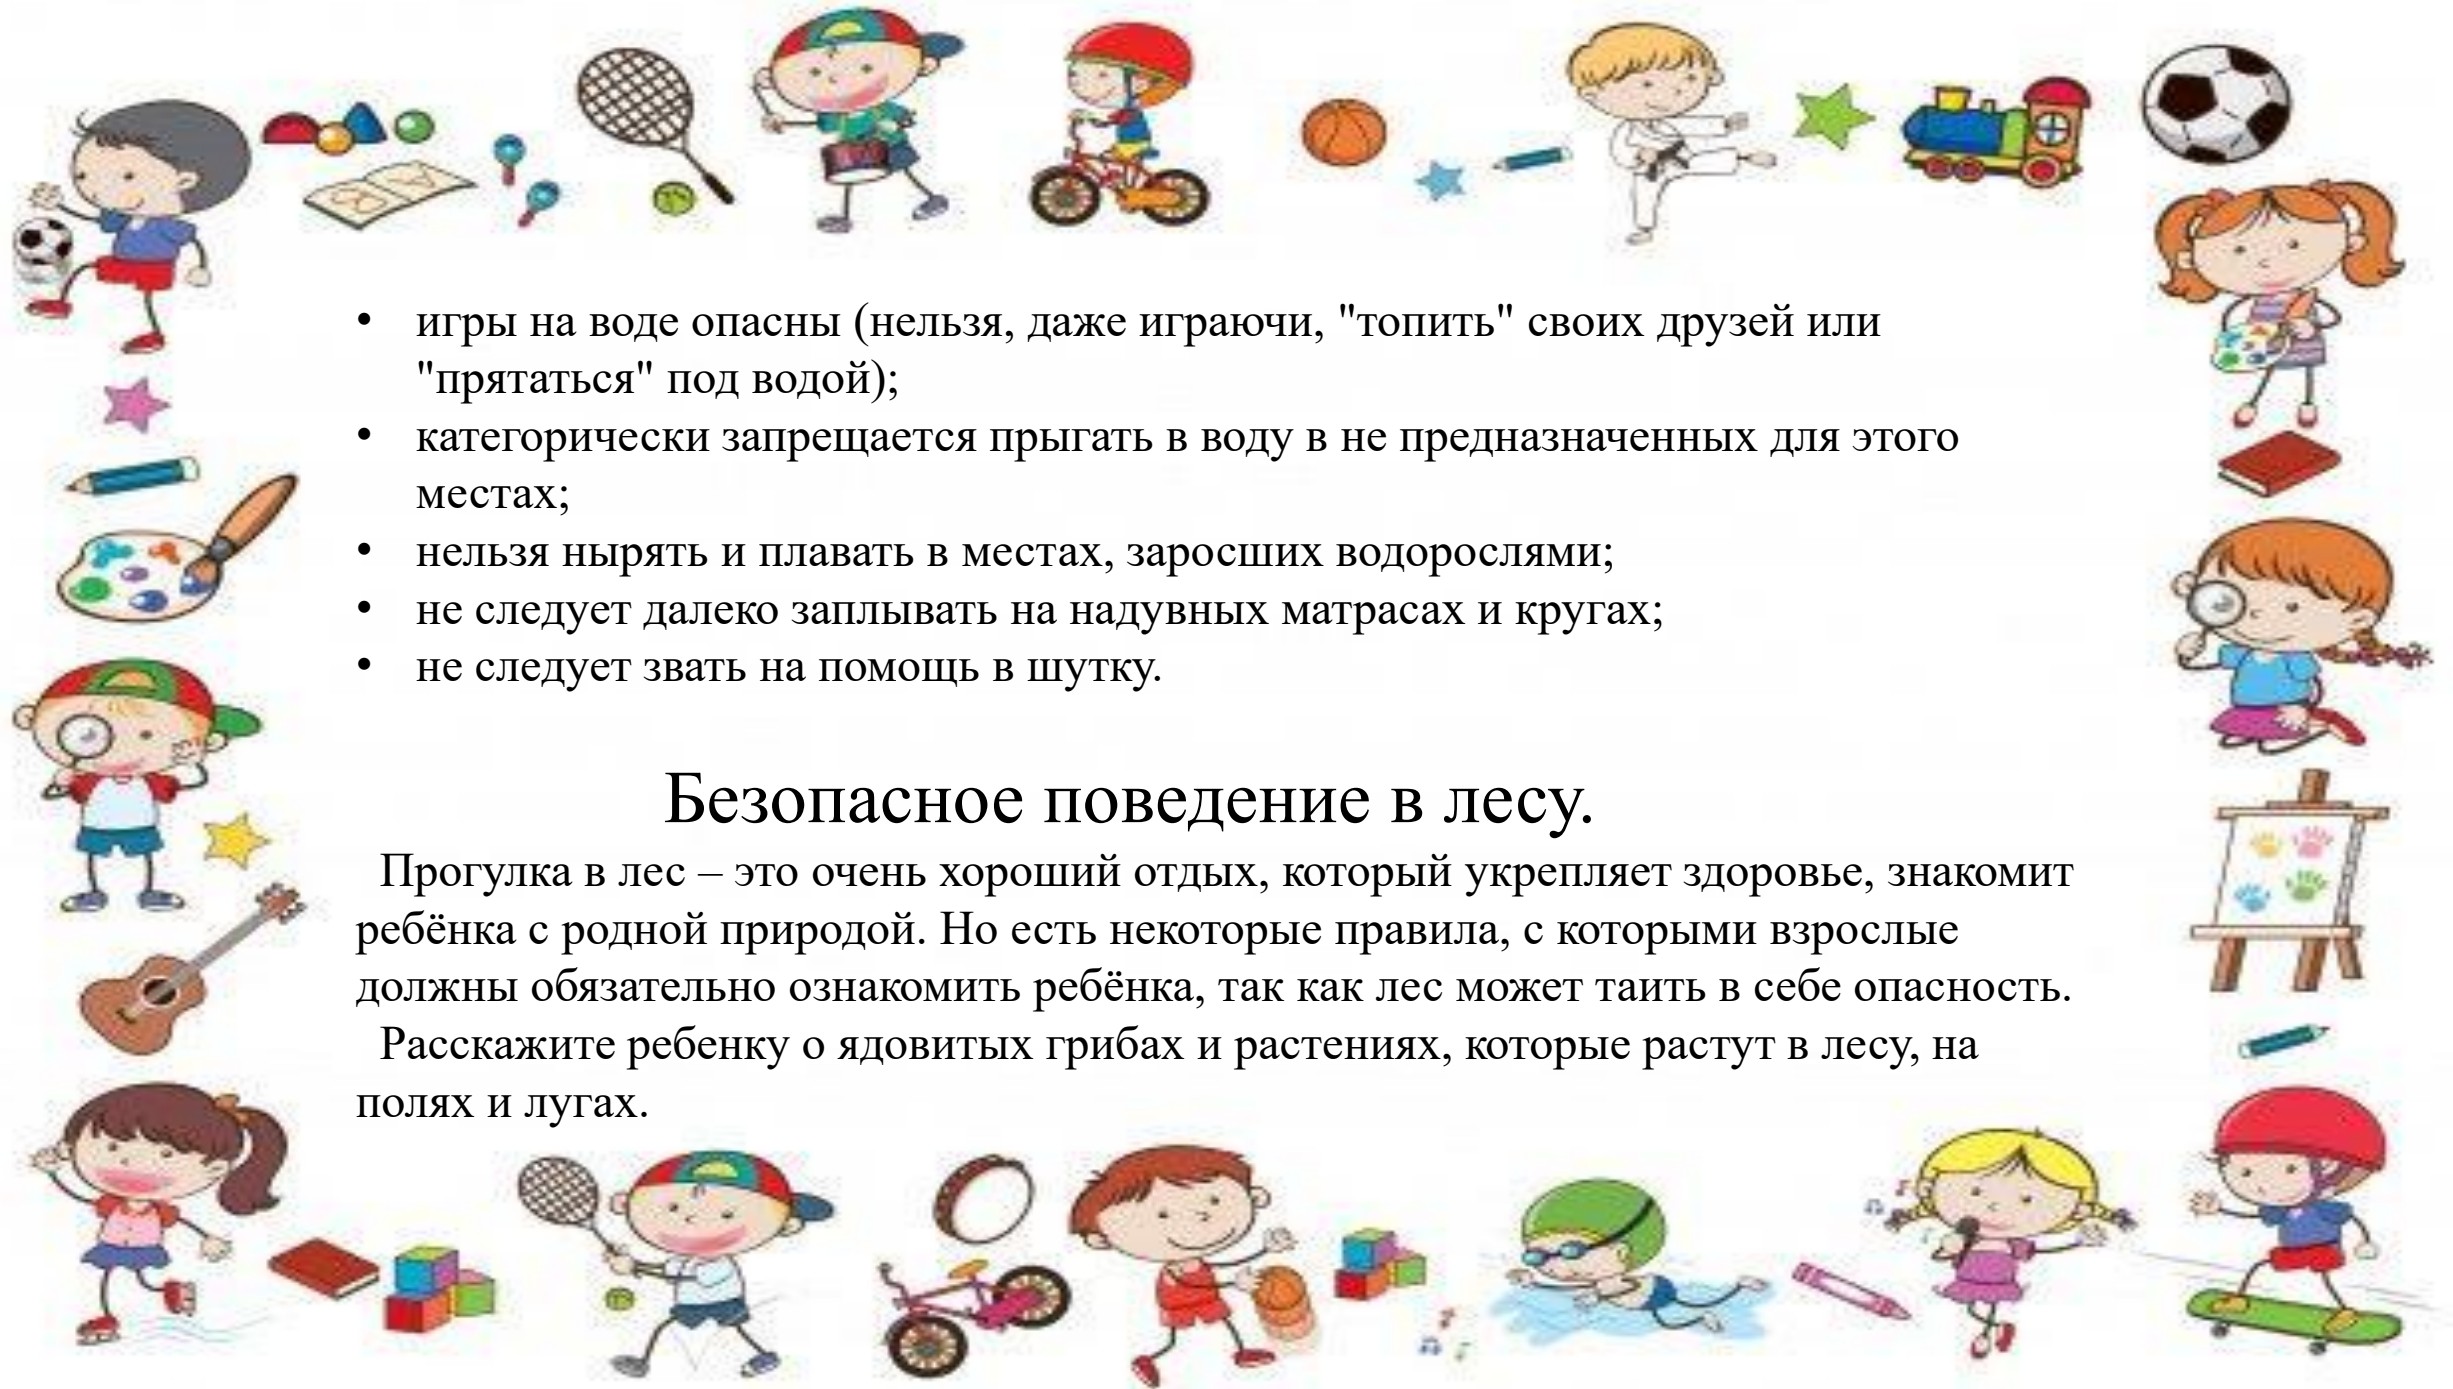 • игры на воде опасны (нельзя, даже играючи, "топить" своих друзей или
"прятаться" под водой);
• категорически запрещается прыгать в воду в не предназначенных для этого
местах;
• нельзя нырять и плавать в местах, заросших водорослями;
• не следует далеко заплывать на надувных матрасах и кругах;
• не следует звать на помощь в шутку.
Безопасное поведение в лесу.
Прогулка в лес – это очень хороший отдых, который укрепляет здоровье, знакомит
ребёнка с родной природой. Но есть некоторые правила, с которыми взрослые
должны обязательно ознакомить ребёнка, так как лес может таить в себе опасность.
Расскажите ребенку о ядовитых грибах и растениях, которые растут в лесу, на
полях и лугах.